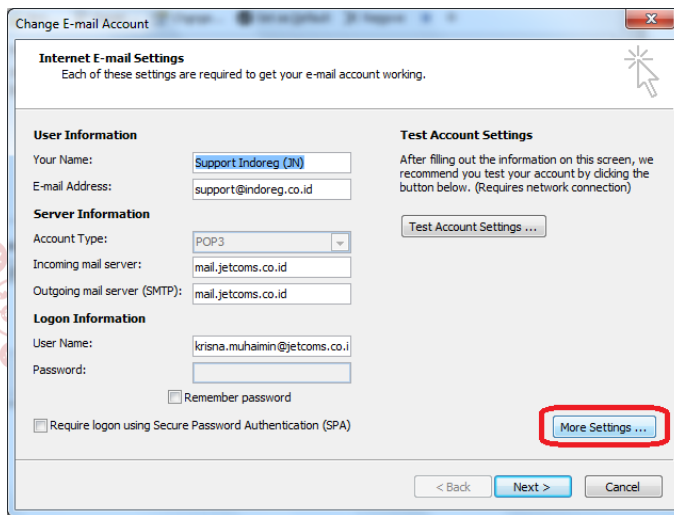 Change E-mail Account
Internet E-mail Settings
Each of these settings are required to get your e-mail account working.
User Information
Your Name: Support Indoreg (JN)
E-mail Address: support@indoreg.co.id
Server Information
Account Type: POP3
Incoming mail server: mail.jetcoms.co.id
Outgoing mail server (SMTP): mail.jetcoms.co.id
Logon Information
User Name: krisna.muhaimin@jetcoms.co.i
Password:
Remember password
Require logon using Secure Password Authentication (SPA)
Test Account Settings
After filling out the information on this screen, we
recommend you test your account by clicking the
button below. (Requires network connection)
Test Account Settings ...
More Settings ...
< Back Next > Cancel